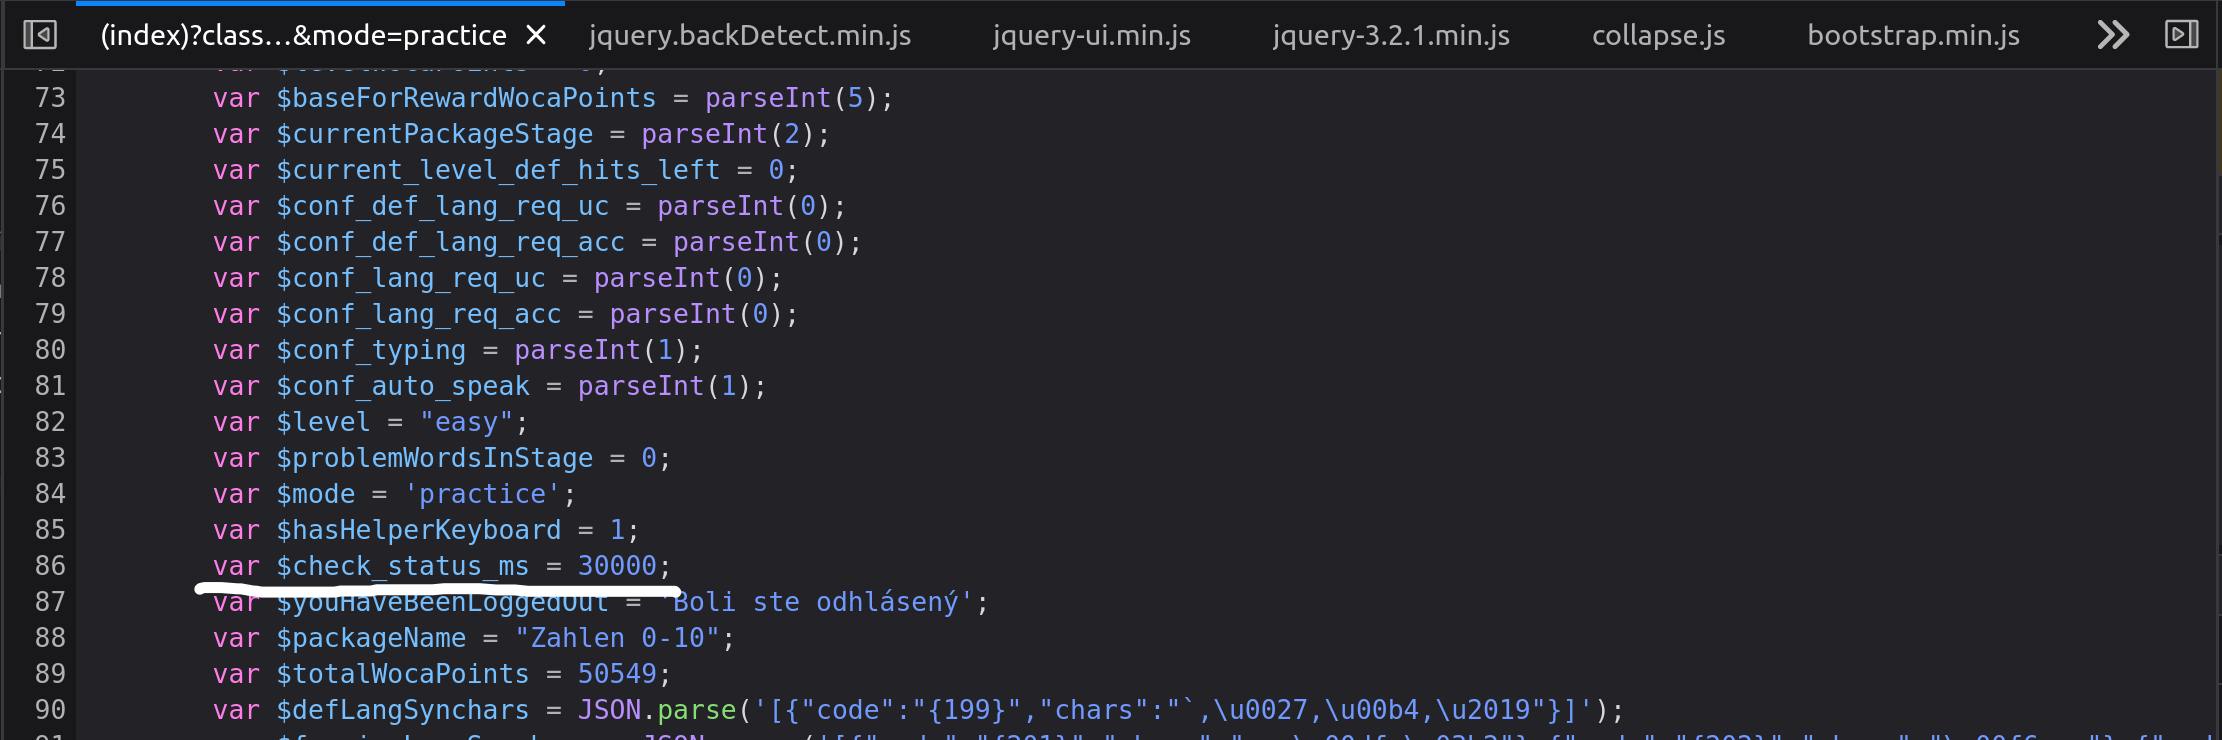 (index)?class…&mode=practice jquery.backDetect.min.js jquery-ui.min.js jquery-3.2.1.min.js collapse.js bootstrap.min.js
73 var $baseForRewardWocaPoints = parseInt(5);
74 var $currentPackageStage = parseInt(2);
75 var $current_level_def_hits_left = 0;
76 var $conf_def_lang_req_uc = parseInt(0);
77 var $conf_def_lang_req_acc = parseInt(0);
78 var $conf_lang_req_uc = parseInt(0);
79 var $conf_lang_req_acc = parseInt(0);
80 var $conf_typing = parseInt(1);
81 var $conf_auto_speak = parseInt(1);
82 var $level = "easy";
83 var $problemWordsInStage = 0;
84 var $mode = 'practice';
85 var $hasHelperKeyboard = 1;
86 var $check_status_ms = 30000;
87 var $youHaveBeenLoggedOut = 'Boli ste odhlásený';
88 var $packageName = "Zahlen 0-10";
89 var $totalWocaPoints = 50549;
90 var $defLangSynchars = JSON.parse('[{"code":"{199}","chars":"`,\u0027,\u00b4,\u2019"}]');